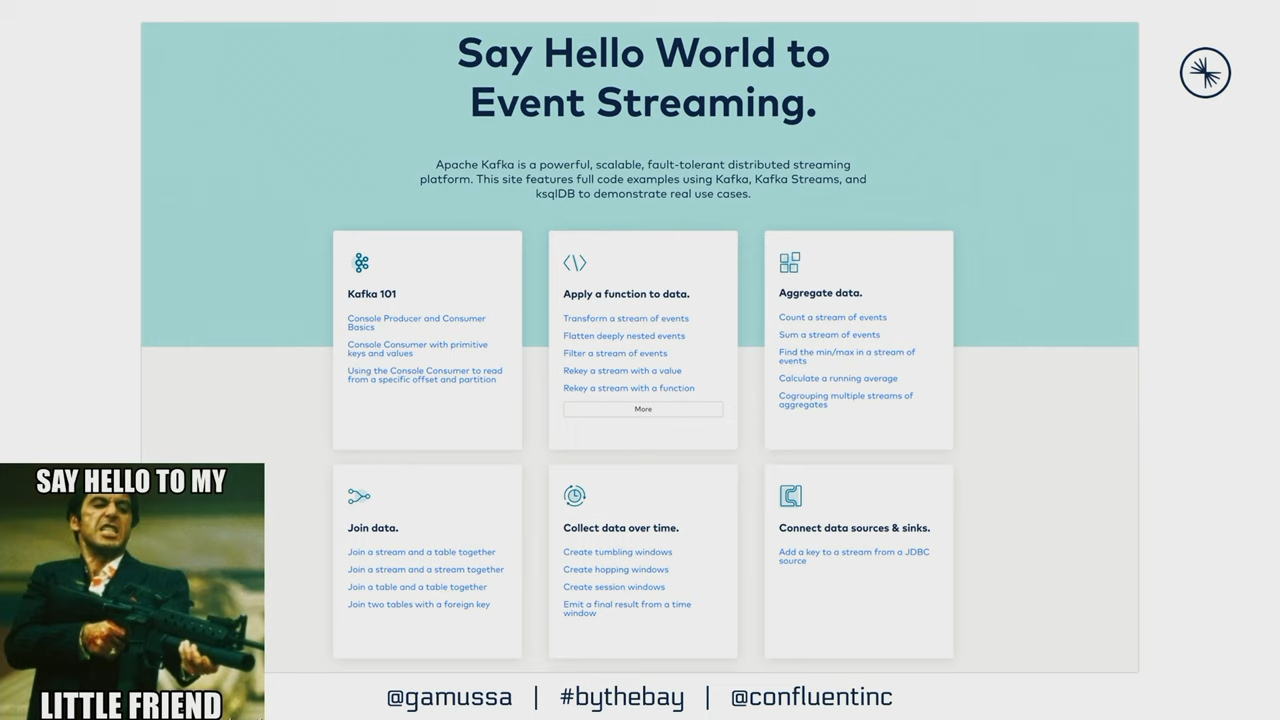 Say Hello World to
Event Streaming.
Apache Kafka is a powerful, scalable, fault-tolerant distributed streaming
platform. This site features full code examples using Kafka, Kafka Streams, and
ksqlDB to demonstrate real use cases.
Kafka 101
Console Producer and Consumer
Basics
Console Consumer with primitive
keys and values
Using the Console Consumer to read
from a specific offset and partition
Apply a function to data.
Transform a stream of events
Flatten deeply nested events
Filter a stream of events
Rekey a stream with a value
Rekey a stream with a function
More
Aggregate data.
Count a stream of events
Sum a stream of events
Find the min/max in a stream of
events
Calculate a running average
Cogrouping multiple streams of
aggregates
Join data.
Join a stream and a table together
Join a stream and a stream together
Join a table and a table together
Join two tables with a foreign key
Collect data over time.
Create tumbling windows
Create hopping windows
Create session windows
Emit a final result from a time
window
Connect data sources & sinks.
Add a key to a stream from a JDBC
source
SAY HELLO TO MY
LITTLE FRIEND
@gamussa | #bythebay | @confluentinc